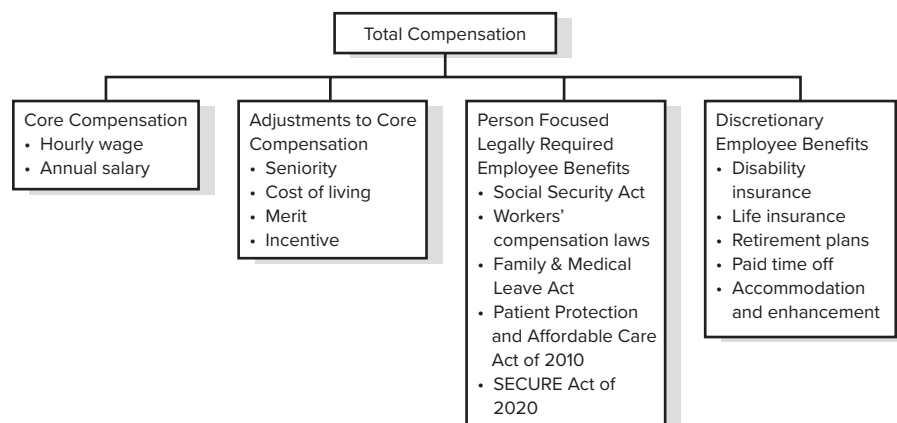 Total Compensation
Core Compensation
• Hourly wage
• Annual salary
Adjustments to Core
Compensation
• Seniority
• Cost of living
• Merit
• Incentive
Person Focused
Legally Required
Employee Benefits
• Social Security Act
• Workers'
compensation laws
• Family & Medical
Leave Act
• Patient Protection
and Affordable Care
Act of 2010
• SECURE Act of
2020
Discretionary
Employee Benefits
• Disability
insurance
• Life insurance
• Retirement plans
• Paid time off
• Accommodation
and enhancement